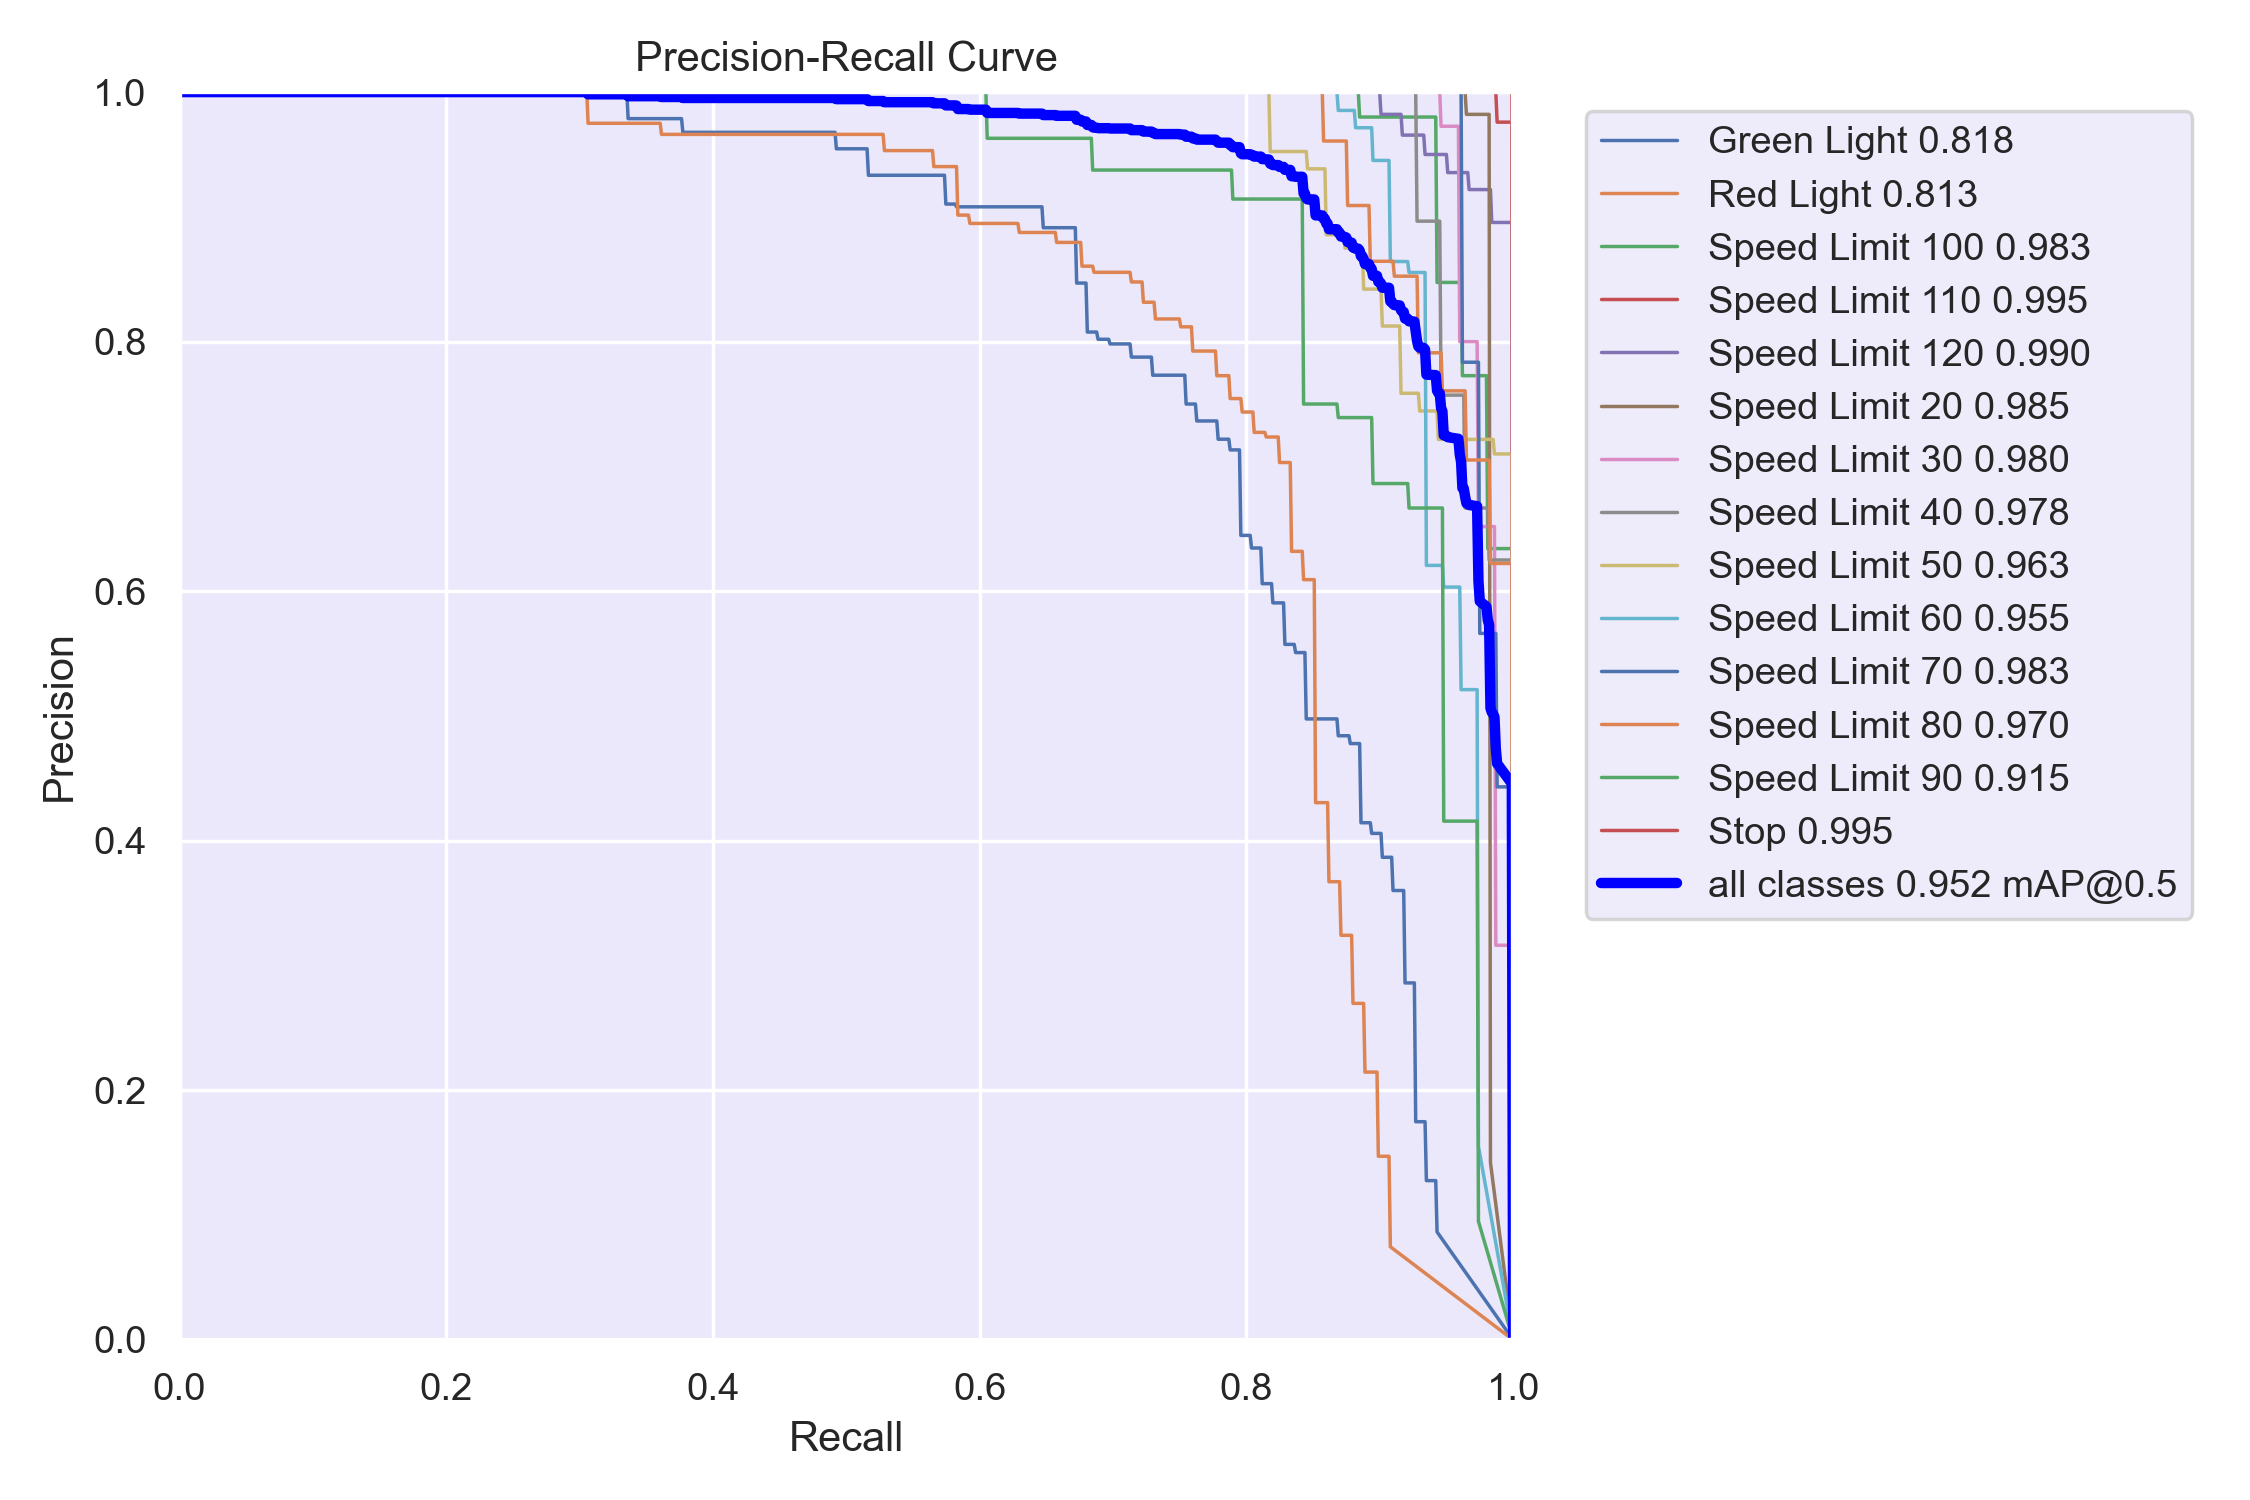 Precision-Recall Curve
1.0
0.8
0.6
0.4
0.2
0.0
Precision
0.0 0.2 0.4 0.6 0.8 1.0
Recall
Green Light 0.818
Red Light 0.813
Speed Limit 100 0.983
Speed Limit 110 0.995
Speed Limit 120 0.990
Speed Limit 20 0.985
Speed Limit 30 0.980
Speed Limit 40 0.978
Speed Limit 50 0.963
Speed Limit 60 0.955
Speed Limit 70 0.983
Speed Limit 80 0.970
Speed Limit 90 0.915
Stop 0.995
all classes 0.952 mAP@0.5